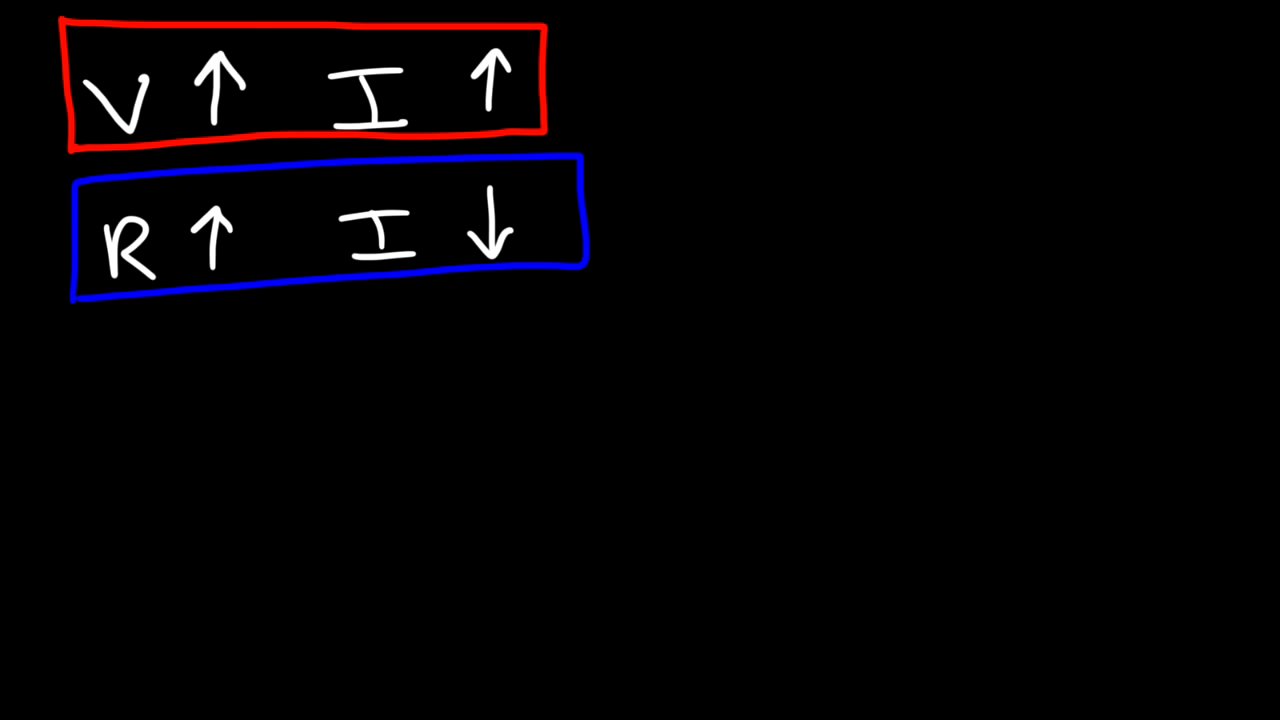 V ↑ I ↑
R ↑ I ↓